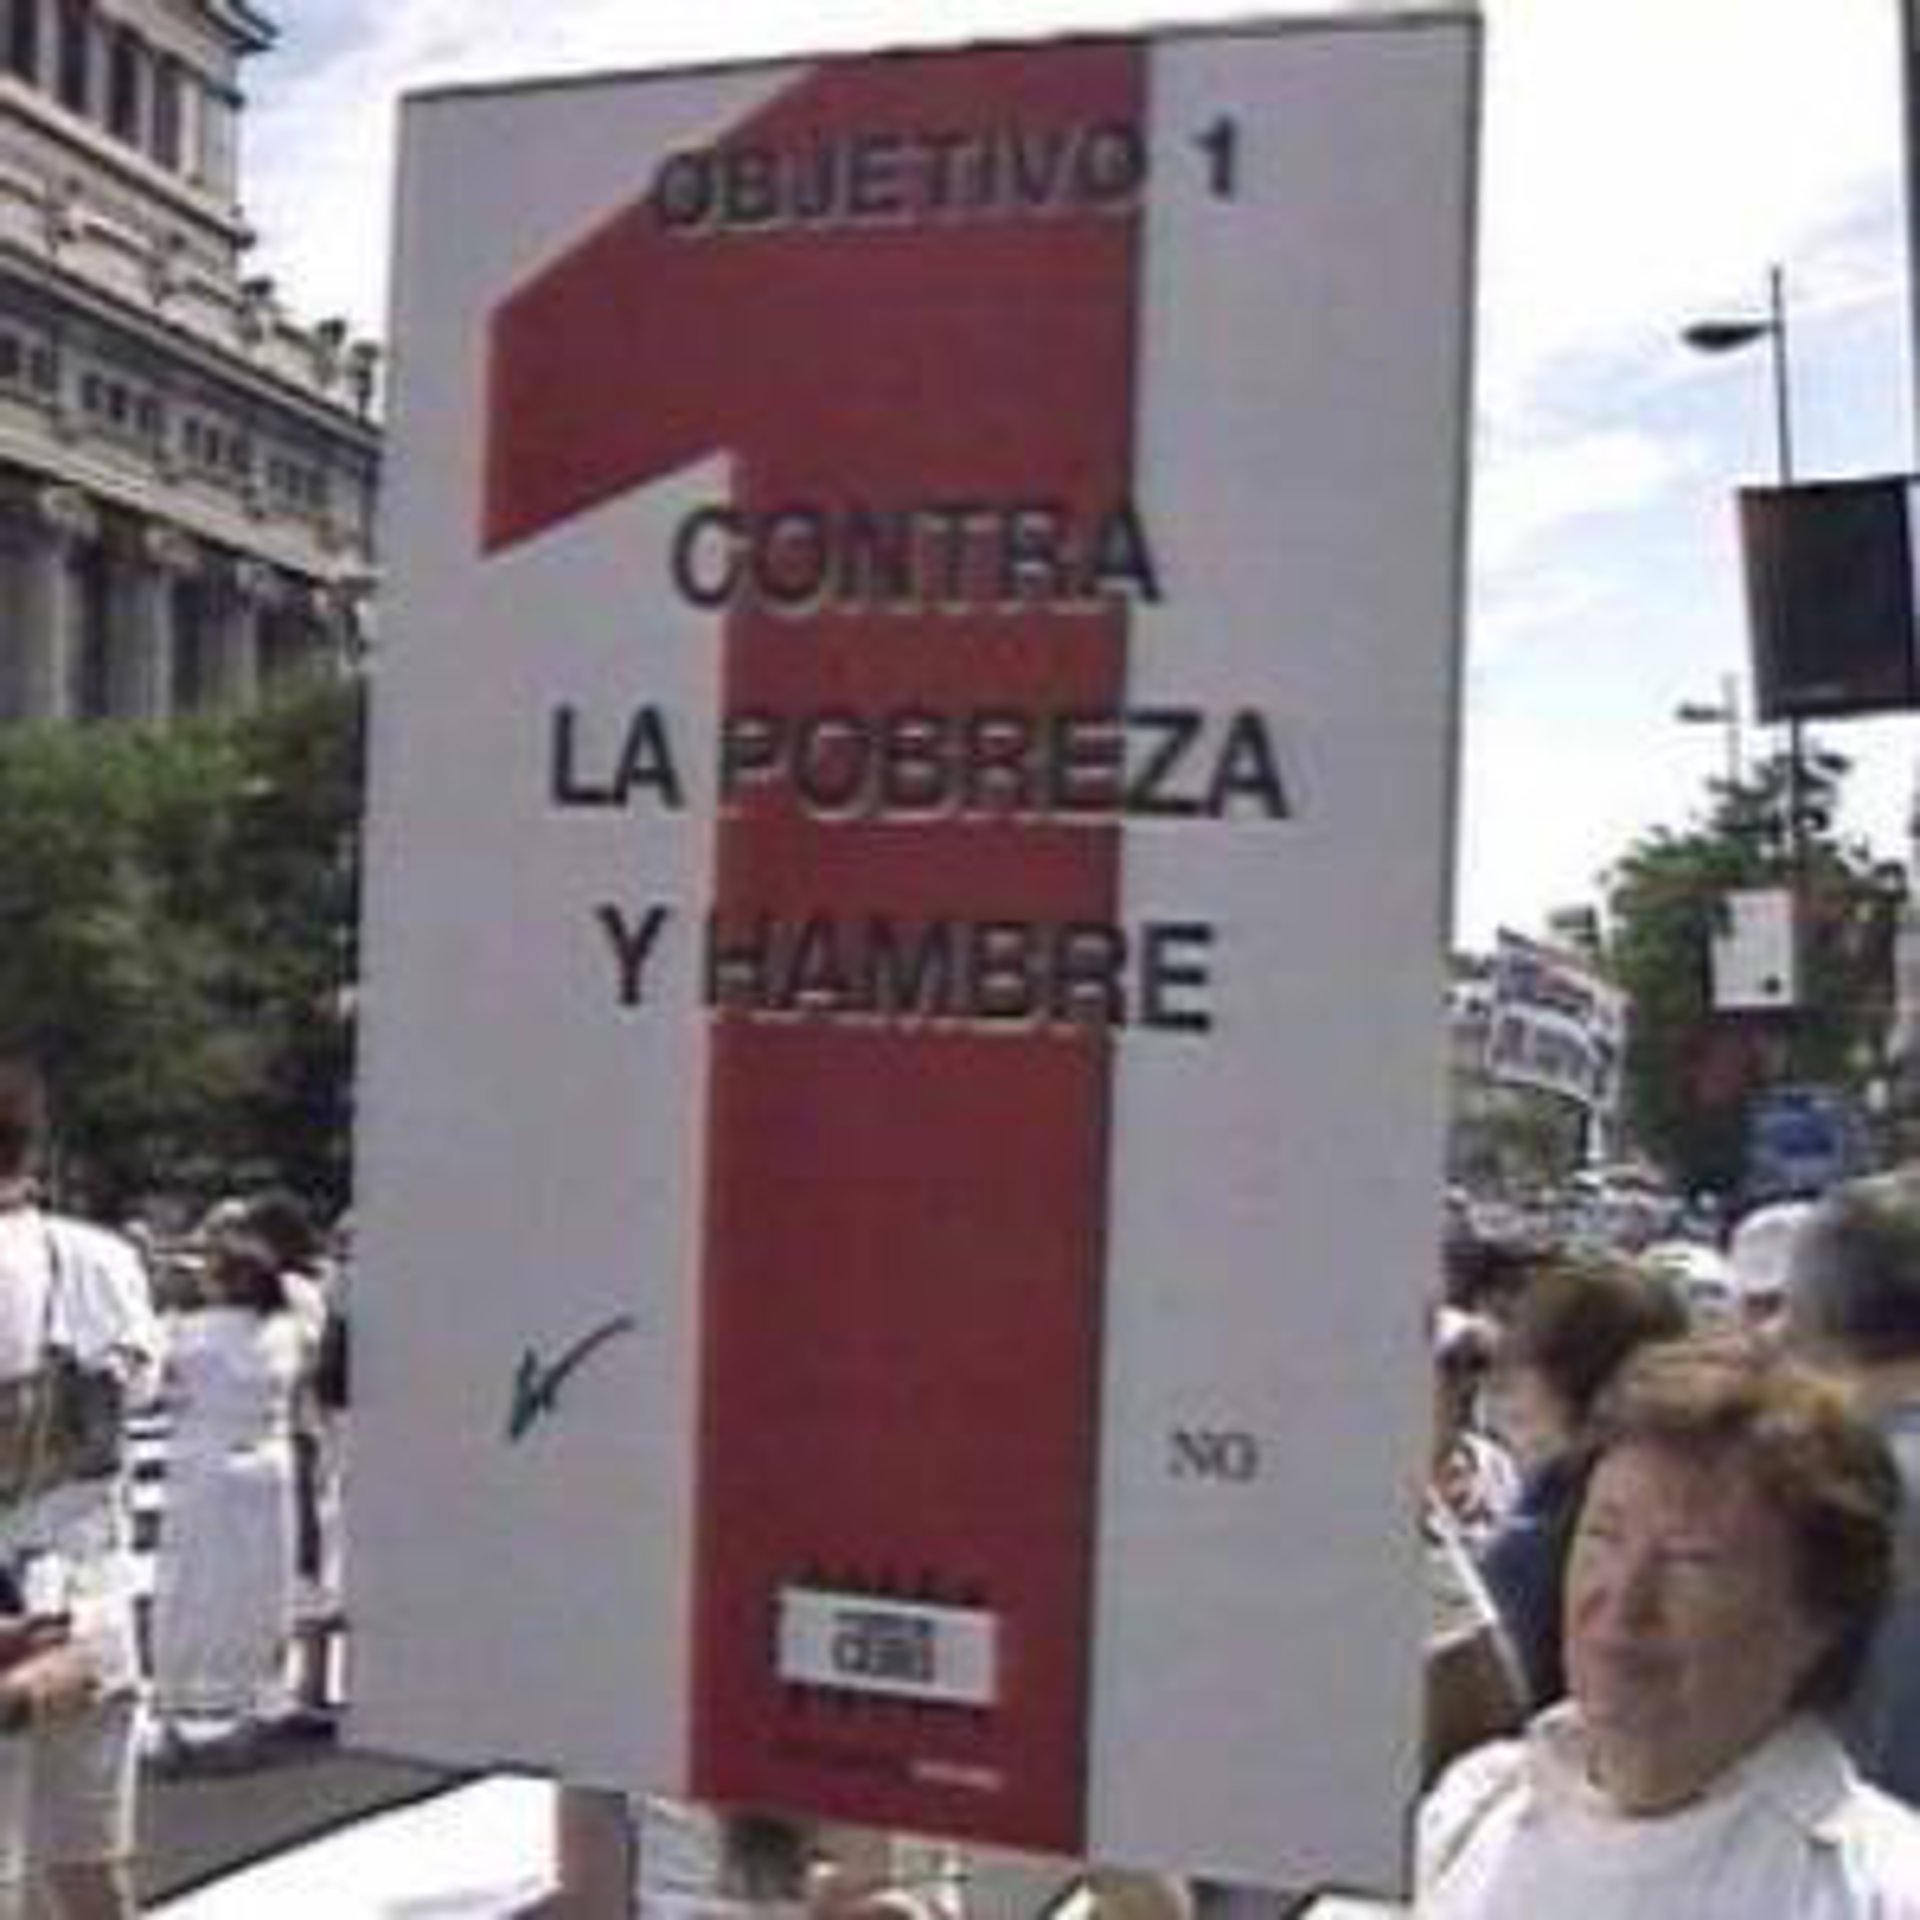 OBJETIVO 1
CONTRA
LA POBREZA
Y HAMBRE
NO